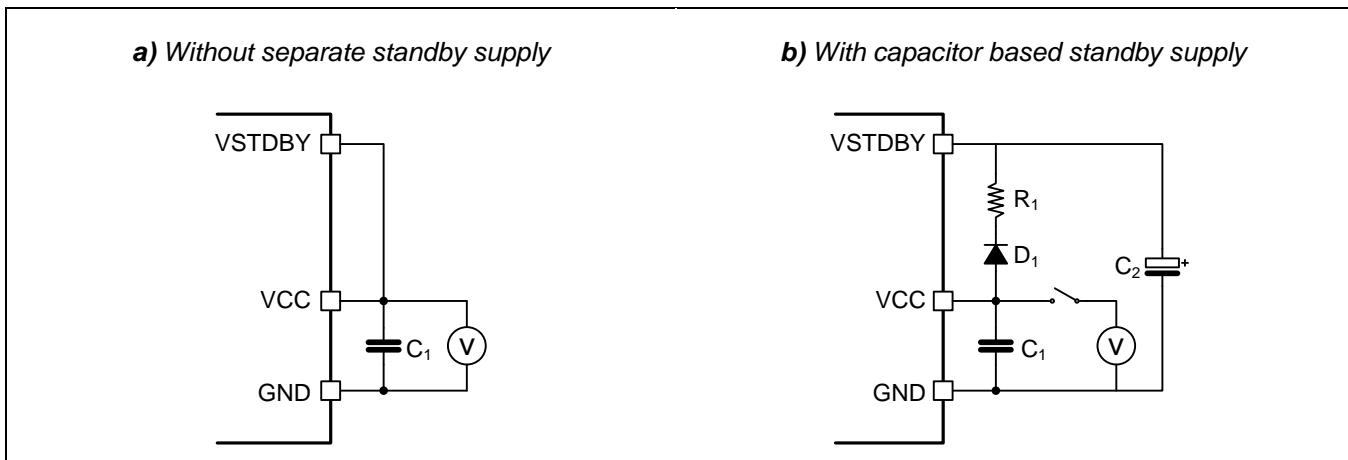 a) Without separate standby supply
VSTDBY
VCC
C1
V
GND
b) With capacitor based standby supply
VSTDBY
R1
D1
C2
+
VCC
C1
V
GND